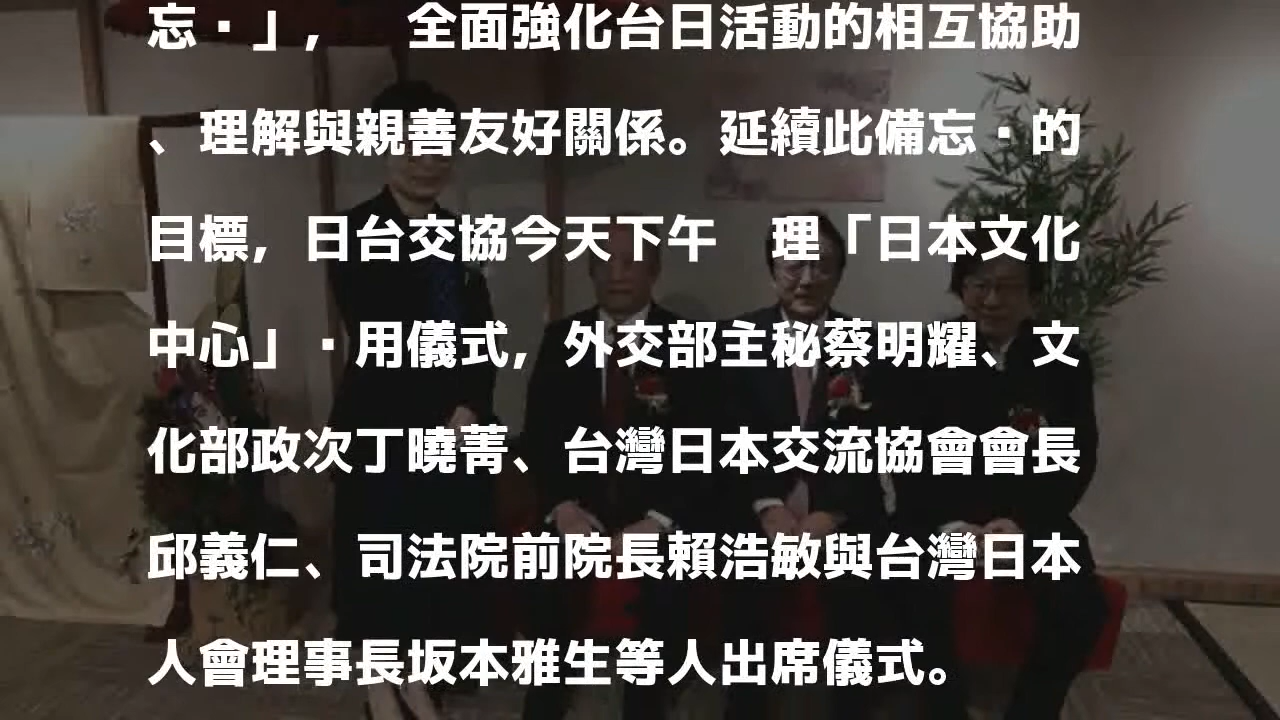 忘·」，　全面強化台日活動的相互協助
、理解與親善友好關係。延續此備忘·的
目標，日台交協今天下午　理「日本文化
中心」·用儀式，外交部主秘蔡明耀、文
化部政次丁曉菁、台灣日本交流協會會長
邱義仁、司法院前院長賴浩敏與台灣日本
人會理事長坂本雅生等人出席儀式。